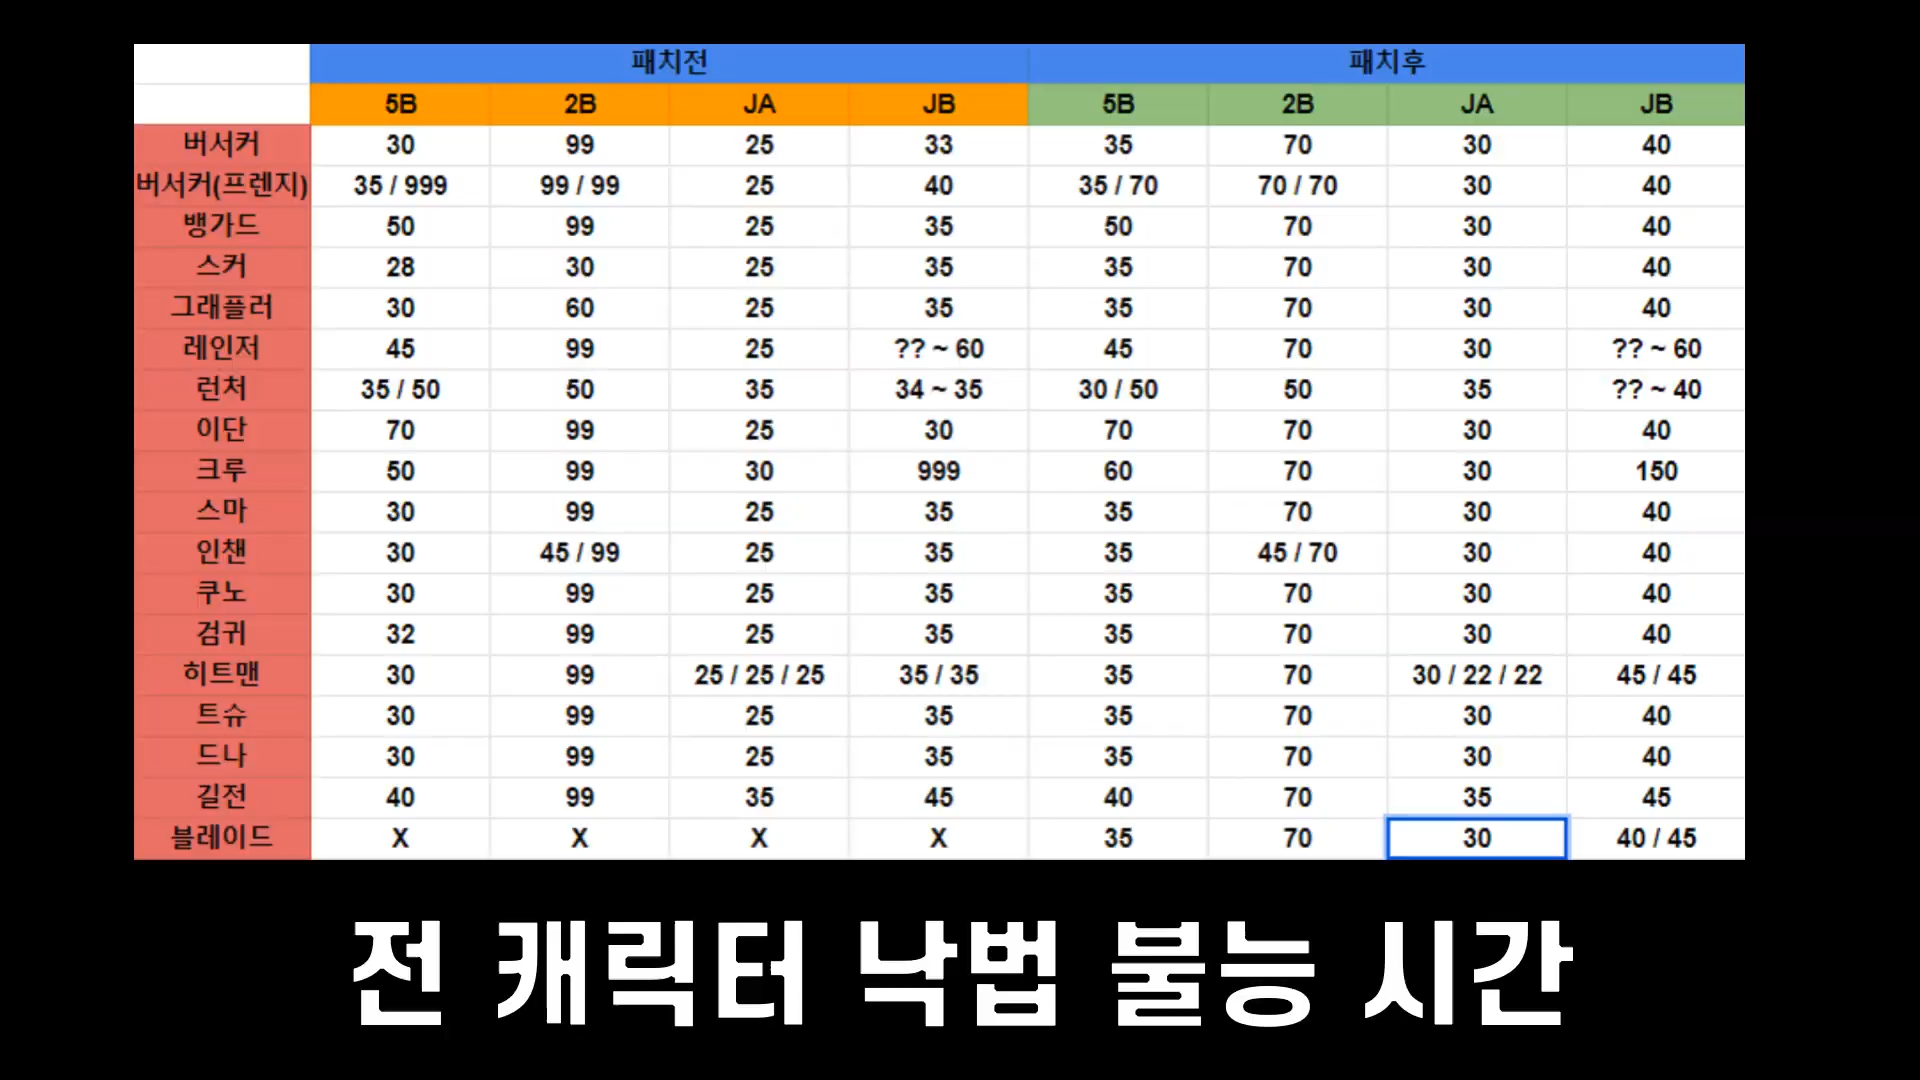 패치전 패치후
5B 2B JA JB 5B 2B JA JB
버서커 30 99 25 33 35 70 30 40
버서커(프렌지) 35 / 999 99 / 99 25 40 35 / 70 70 / 70 30 40
뱅가드 50 99 25 35 50 70 30 40
스커 28 30 25 35 35 70 30 40
그래플러 30 60 25 35 35 70 30 40
레인저 45 99 25 ?? ~ 60 45 70 30 ?? ~ 60
런처 35 / 50 50 35 34 ~ 35 30 / 50 50 35 ?? ~ 40
이단 70 99 25 30 70 70 30 40
크루 50 99 30 999 60 70 30 150
스마 30 99 25 35 35 70 30 40
인챈 30 45 / 99 25 35 35 45 / 70 30 40
쿠노 30 99 25 35 35 70 30 40
검귀 32 99 25 35 35 70 30 40
히트맨 30 99 25 / 25 / 25 35 / 35 35 70 30 / 22 / 22 45 / 45
트슈 30 99 25 35 35 70 30 40
드나 30 99 25 35 35 70 30 40
길전 40 99 35 45 40 70 35 45
블레이드 X X X X 35 70 30 40 / 45
전 캐릭터 낙법 불능 시간